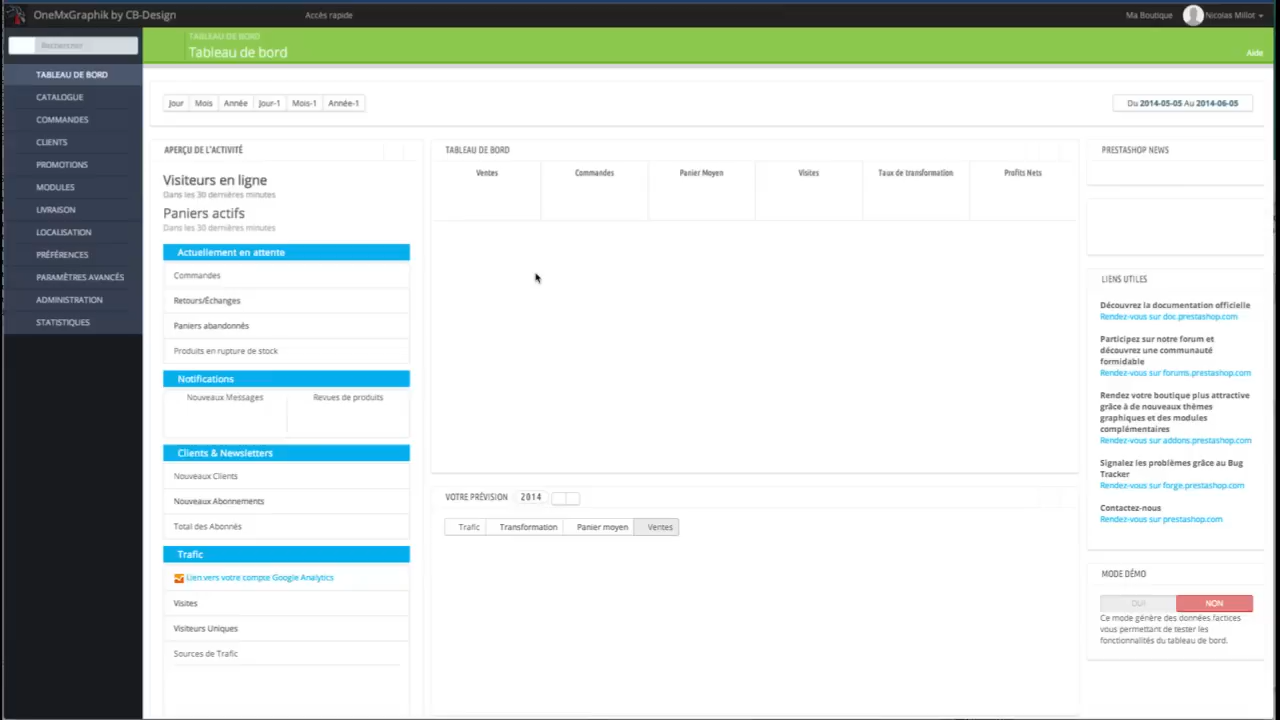 OneMxGraphik by CB-Design
Accès rapide
Ma Boutique
Nicolas Millot
Rechercher
TABLEAU DE BORD
Tableau de bord
Aide
TABLEAU DE BORD
CATALOGUE
COMMANDES
CLIENTS
PROMOTIONS
MODULES
LIVRAISON
LOCALISATION
PRÉFÉRENCES
PARAMÈTRES AVANCÉS
ADMINISTRATION
STATISTIQUES
Jour Mois Année Jour-1 Mois-1 Année-1
Du 2014-05-05 Au 2014-06-05
APERÇU DE L'ACTIVITÉ
Visiteurs en ligne
Dans les 30 dernières minutes
Paniers actifs
Dans les 30 dernières minutes
Actuellement en attente
Commandes
Retours/Échanges
Paniers abandonnés
Produits en rupture de stock
Notifications
Nouveaux Messages
Revues de produits
Clients & Newsletters
Nouveaux Clients
Nouveaux Abonnements
Total des Abonnés
Trafic
Lien vers votre compte Google Analytics
Visites
Visiteurs Uniques
Sources de Trafic
TABLEAU DE BORD
Ventes Commandes Panier Moyen Visites Taux de transformation Profits Nets
VOTRE PRÉVISION 2014
Trafic Transformation Panier moyen Ventes
PRESTASHOP NEWS
LIENS UTILES
Découvrez la documentation officielle
Rendez-vous sur doc.prestashop.com
Participez sur notre forum et
découvrez une communauté
formidable
Rendez-vous sur forums.prestashop.com
Rendez votre boutique plus attractive
grâce à de nouveaux thèmes
graphiques et des modules
complémentaires
Rendez-vous sur addons.prestashop.com
Signalez les problèmes grâce au Bug
Tracker
Rendez-vous sur forge.prestashop.com
Contactez-nous
Rendez-vous sur prestashop.com
MODE DÉMO
OUI NON
Ce mode génère des données factices
vous permettant de tester les
fonctionnalités du tableau de bord.